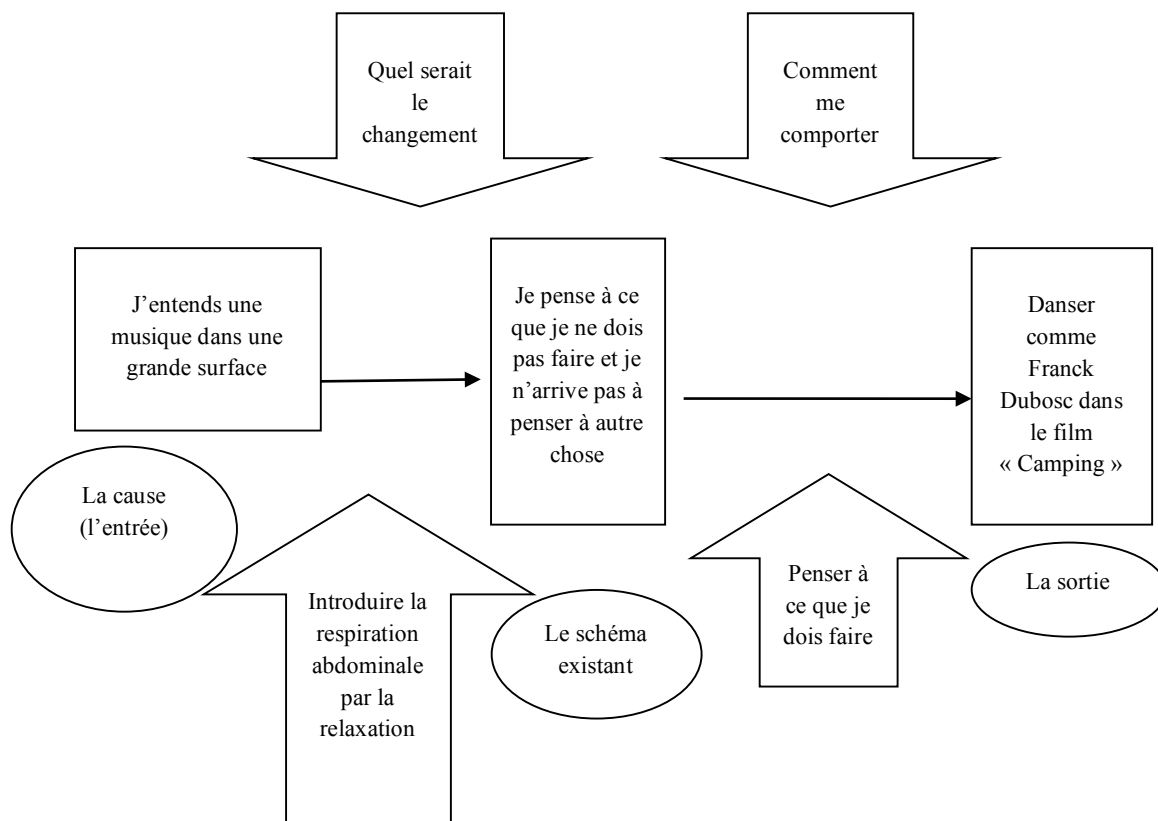 Quel serait
le
changement
Comment
me
comporter
J’entends une
musique dans une
grande surface
Je pense à ce
que je ne dois
pas faire et je
n’arrive pas à
penser à autre
chose
Danser
comme
Franck
Dubosc dans
le film
« Camping »
La cause
(l’entrée)
Introduire la
respiration
abdominale
par la
relaxation
Le schéma
existant
Penser à
ce que je
dois faire
La sortie